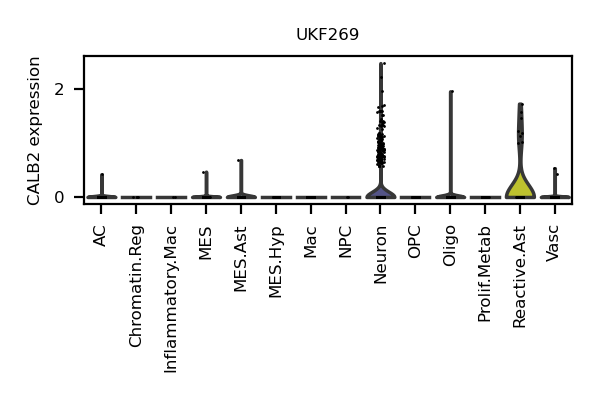 UKF269
CALB2 expression
2
0
AC
Chromatin.Reg
Inflammatory.Mac
MES
MES.Ast
MES.Hyp
Mac
NPC
Neuron
OPC
Oligo
Prolif.Metab
Reactive.Ast
Vasc